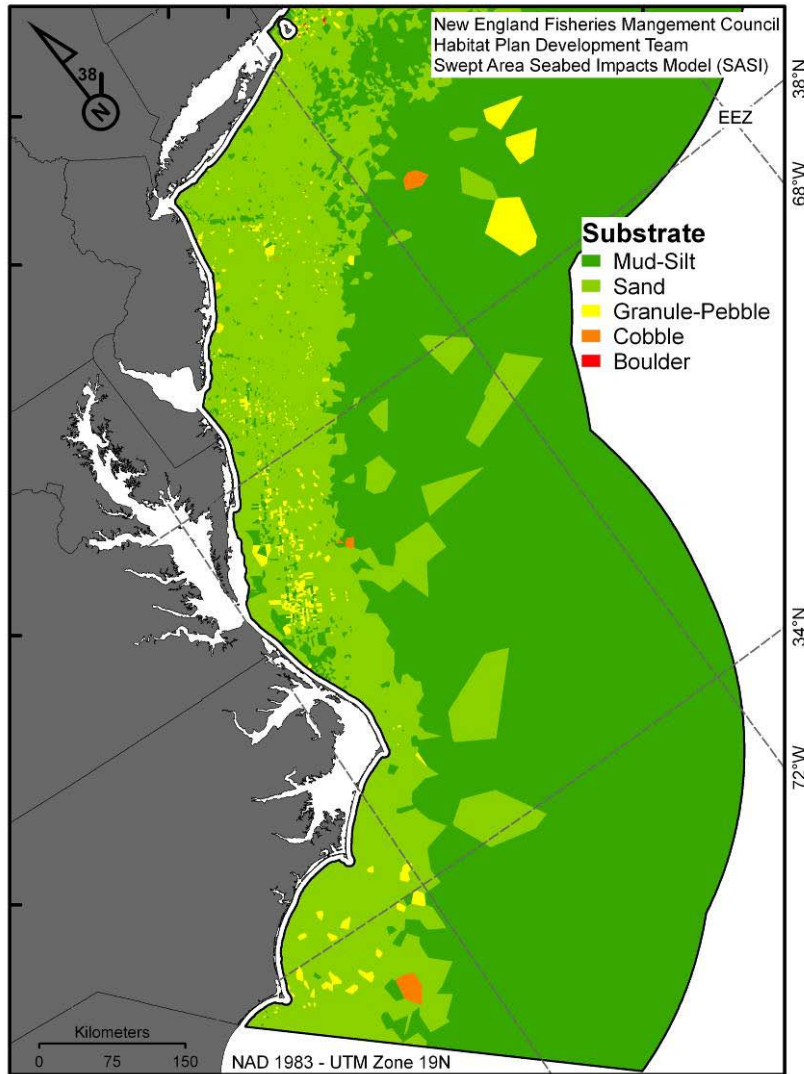 New England Fisheries Mangement Council
Habitat Plan Development Team
Swept Area Seabed Impacts Model (SASI)
38
N
38°N
EEZ
68°W
Substrate
Mud-Silt
Sand
Granule-Pebble
Cobble
Boulder
34°N
72°W
Kilometers
0 75 150
NAD 1983 - UTM Zone 19N